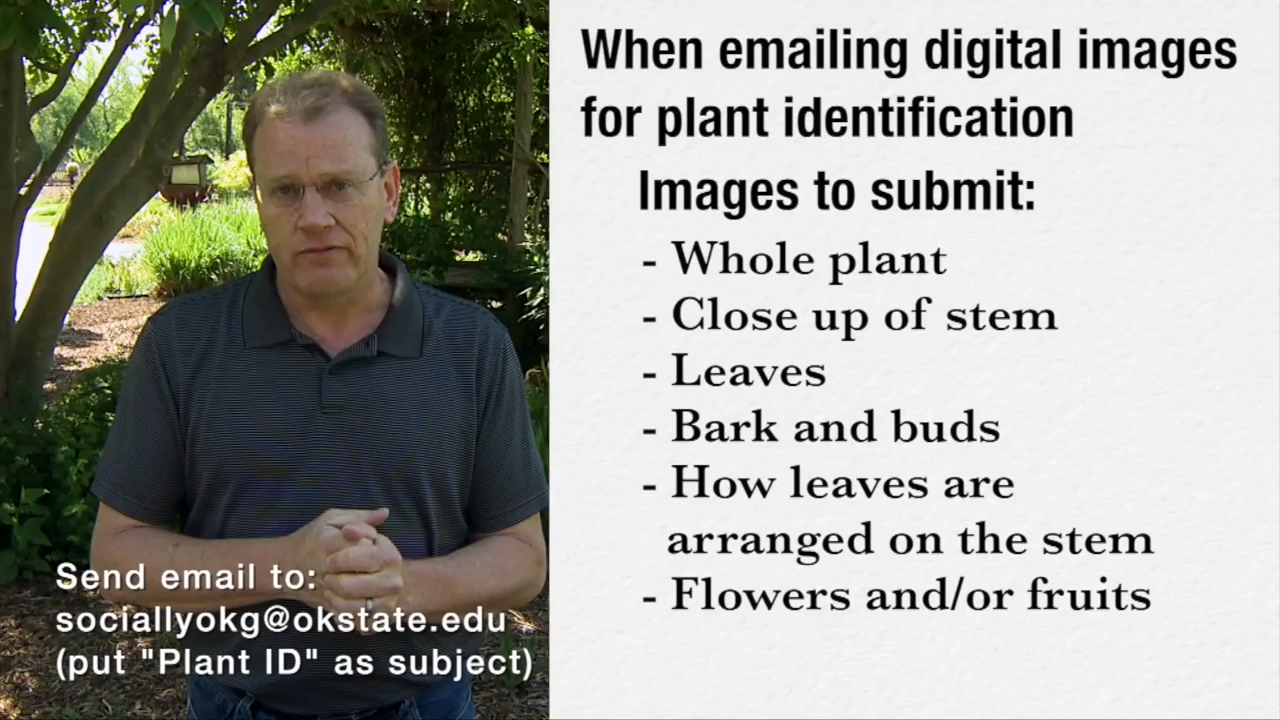 When emailing digital images
for plant identification
Images to submit:
- Whole plant
- Close up of stem
- Leaves
- Bark and buds
- How leaves are
arranged on the stem
- Flowers and/or fruits
Send email to:
sociallyokg@okstate.edu
(put "Plant ID" as subject)